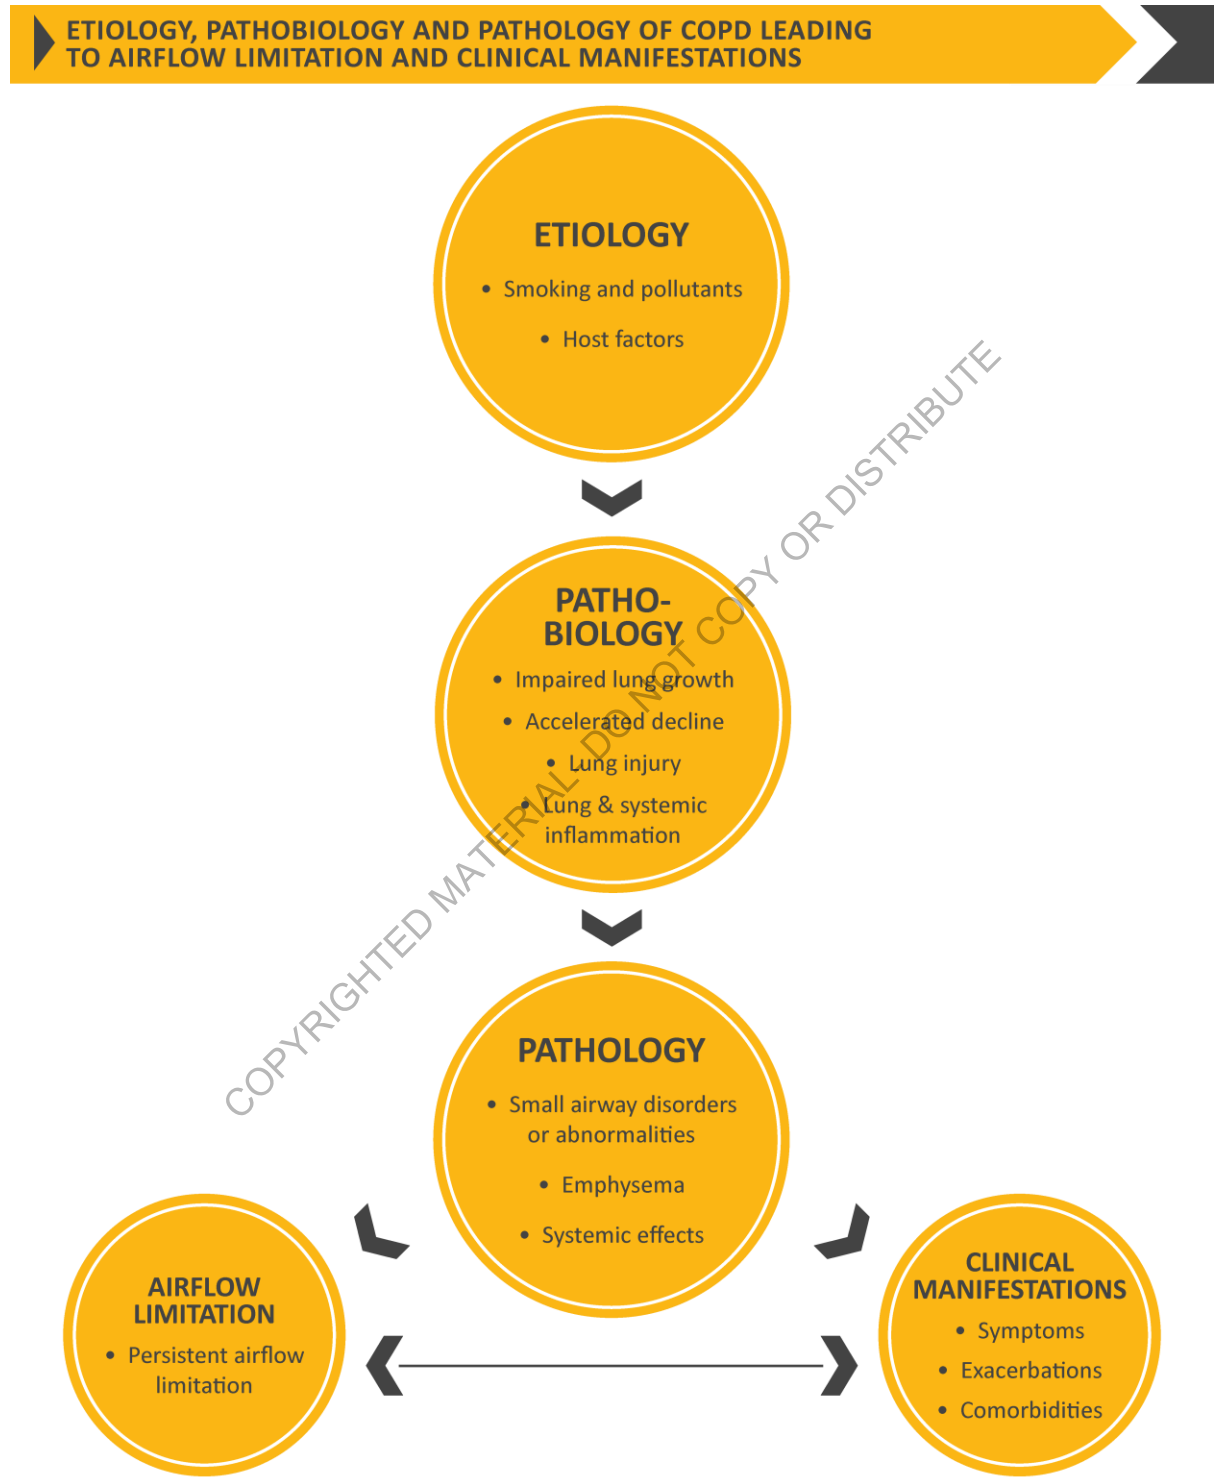 ETIOLOGY, PATHOBIOLOGY AND PATHOLOGY OF COPD LEADING
TO AIRFLOW LIMITATION AND CLINICAL MANIFESTATIONS
ETIOLOGY
• Smoking and pollutants
• Host factors
PATHO-
BIOLOGY
• Impaired lung growth
• Accelerated decline
• Lung injury
• Lung & systemic
inflammation
PATHOLOGY
• Small airway disorders
or abnormalities
• Emphysema
• Systemic effects
AIRFLOW
LIMITATION
• Persistent airflow
limitation
CLINICAL
MANIFESTATIONS
• Symptoms
• Exacerbations
• Comorbidities
COPYRIGHTED MATERIAL- DO NOT COPY OR DISTRIBUTE